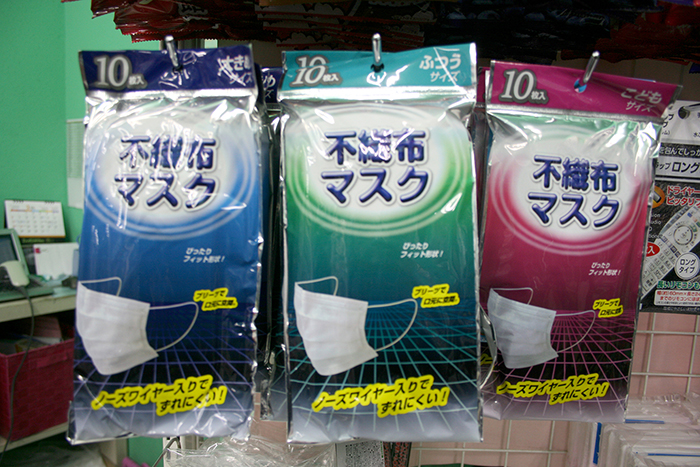 10枚入
サイズ
不織布
マスク
ぴったり
フィット形状!
プリーツで
口元に空間。
ノーズワイヤー入りで
ずれにくい!
10枚入
ふつう
サイズ
不織布
マスク
ぴったり
フィット形状!
プリーツで
口元に空間。
ノーズワイヤー入りで
ずれにくい!
10枚入
こども
サイズ
不織布
マスク
ぴったり
フィット形状!
プリーツで
口元に空間。
ノーズワイヤー入りで
ずれにくい!
ロング
ドライヤー
ロング
タイプ